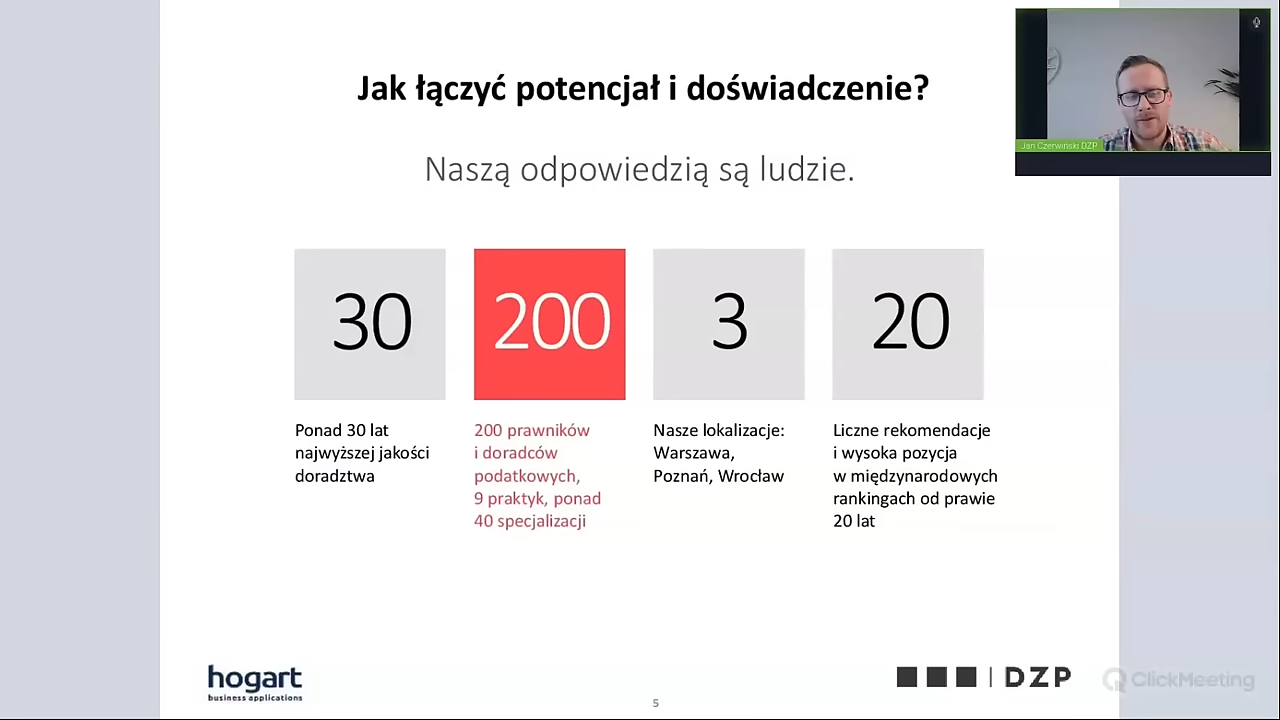 Jak łączyć potencjał i doświadczenie?
Naszą odpowiedzią są ludzie.
Jan Czerwiński DZP
30
Ponad 30 lat
najwyższej jakości
doradztwa
200
200 prawników
i doradców
podatkowych,
9 praktyk, ponad
40 specjalizacji
3
Nasze lokalizacje:
Warszawa,
Poznań, Wrocław
20
Liczne rekomendacje
i wysoka pozycja
w międzynarodowych
rankingach od prawie
20 lat
hogart
business applications
5
DZP
ClickMeeting